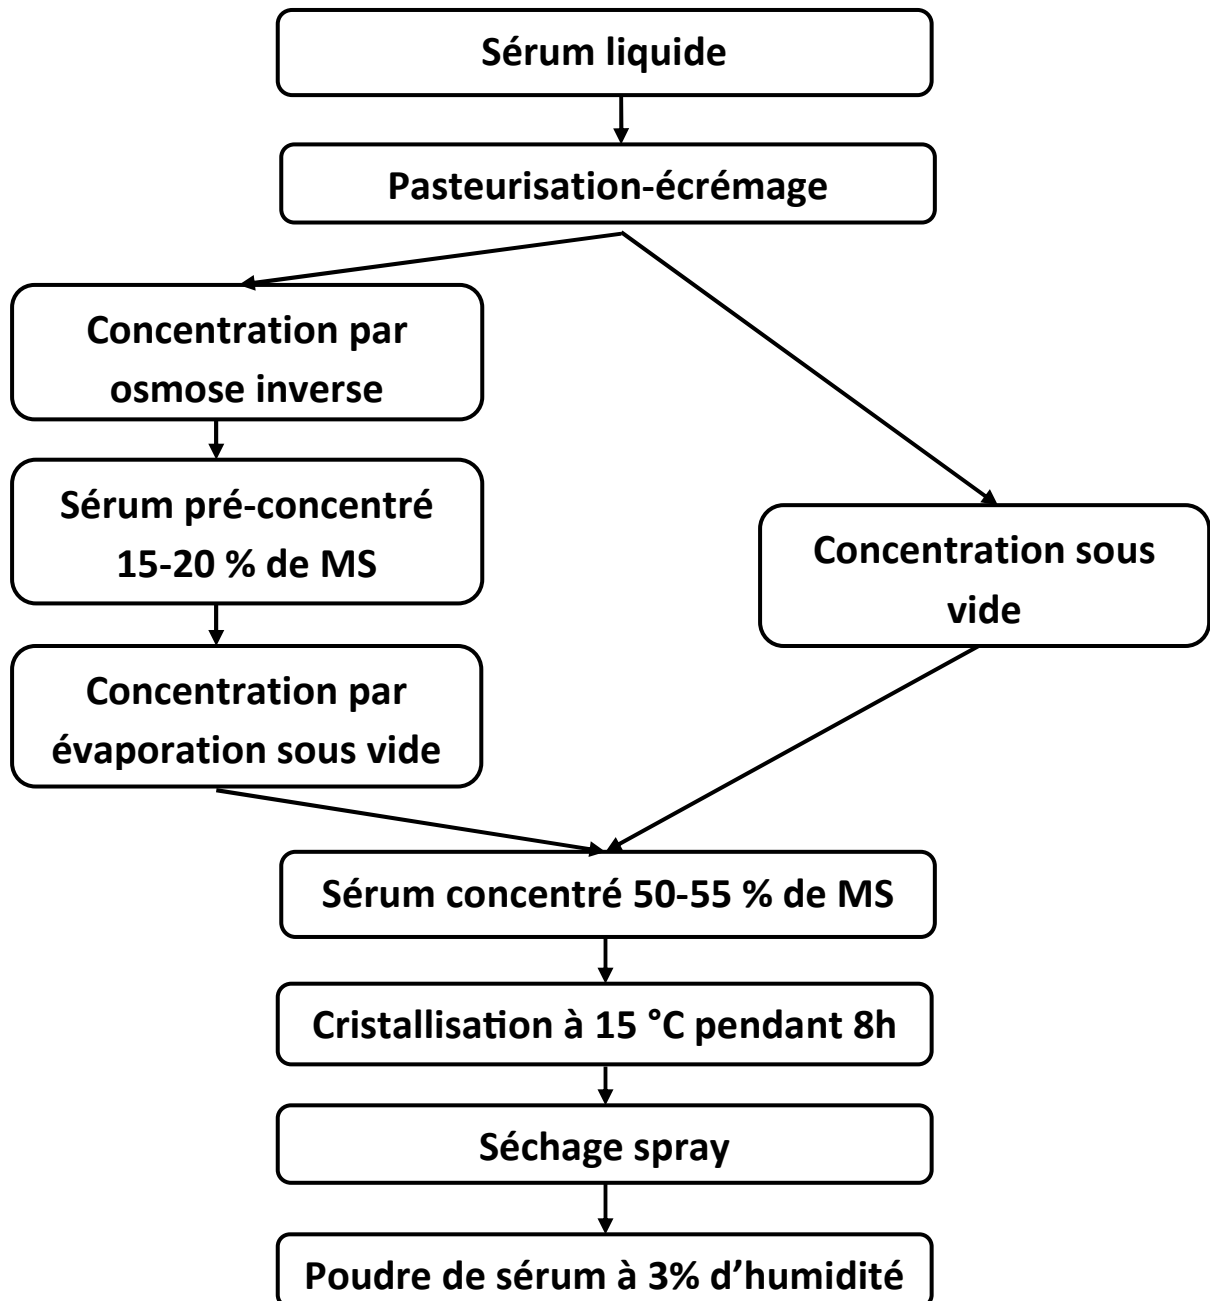 Sérum liquide
Pasteurisation-écrémage
Concentration par
osmose inverse
Sérum pré-concentré
15-20 % de MS
Concentration sous
vide
Concentration par
évaporation sous vide
Sérum concentré 50-55 % de MS
Cristallisation à 15 °C pendant 8h
Séchage spray
Poudre de sérum à 3% d’humidité